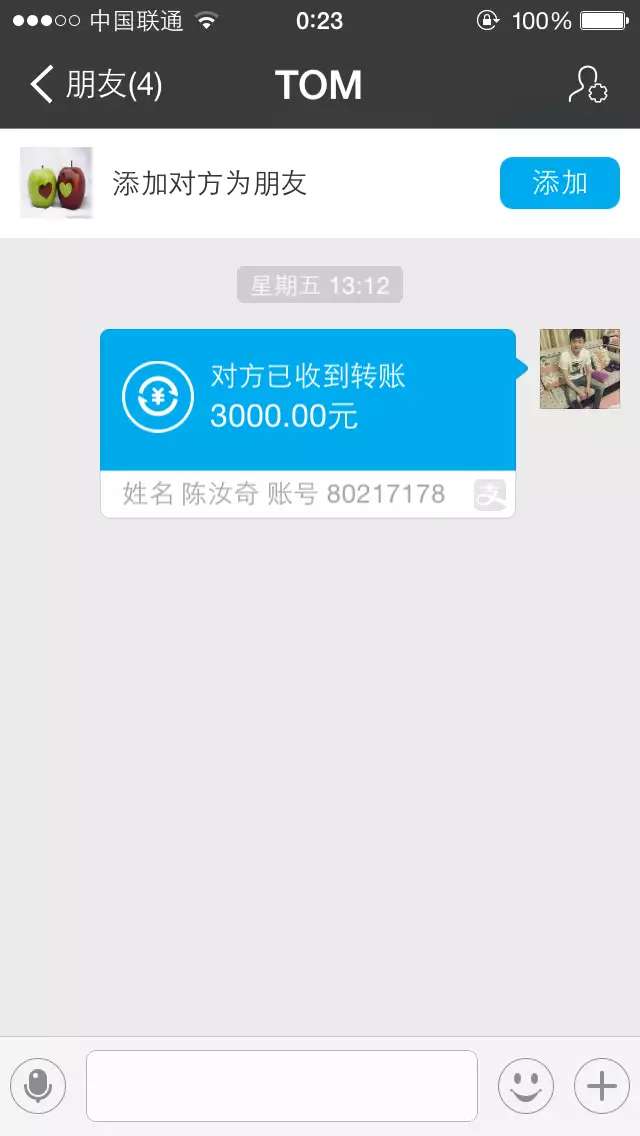 中国联通 0:23 100%
朋友(4) TOM
添加对方为朋友 添加
星期五 13:12
对方已收到转账
3000.00元
姓名 陈汝奇 账号 80217178 支